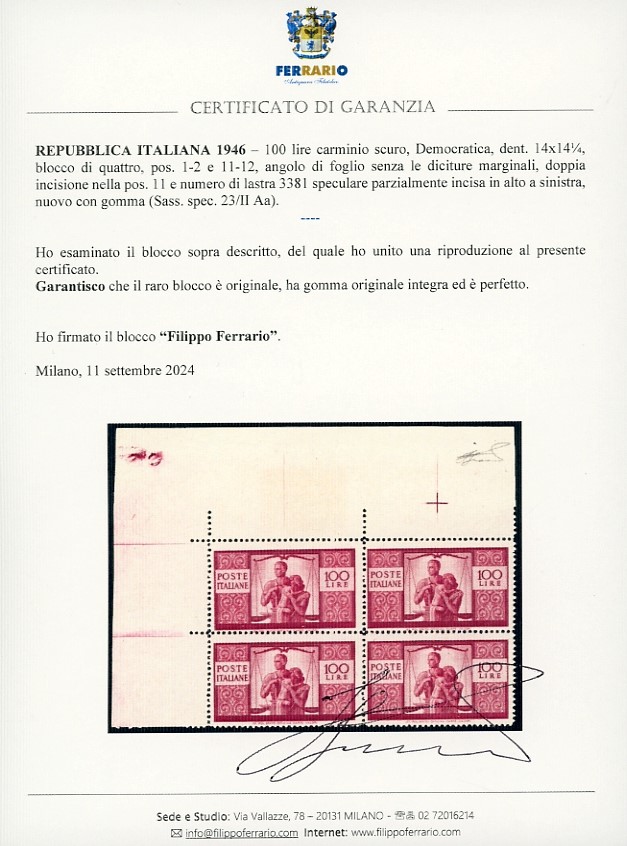 FERRARIO
Antiquaria Filatelica
CERTIFICATO DI GARANZIA
REPUBBLICA ITALIANA 1946 – 100 lire carminio scuro, Democratica, dent. 14x14¼,
blocco di quattro, pos. 1-2 e 11-12, angolo di foglio senza le diciture marginali, doppia
incisione nella pos. 11 e numero di lastra 3381 speculare parzialmente incisa in alto a sinistra,
nuovo con gomma (Sass. spec. 23/II Aa).
----
Ho esaminato il blocco sopra descritto, del quale ho unito una riproduzione al presente
certificato.
Garantisco che il raro blocco è originale, ha gomma originale integra ed è perfetto.
Ho firmato il blocco “Filippo Ferrario”.
Milano, 11 settembre 2024
POSTE ITALIANE 100 LIRE
POSTE ITALIANE 100 LIRE
POSTE ITALIANE 100 LIRE
POSTE ITALIANE 100 LIRE
Sede e Studio: Via Vallazze, 78 – 20131 MILANO - ☏ 02 72016214
✉ info@filippoferrario.com Internet: www.filippoferrario.com